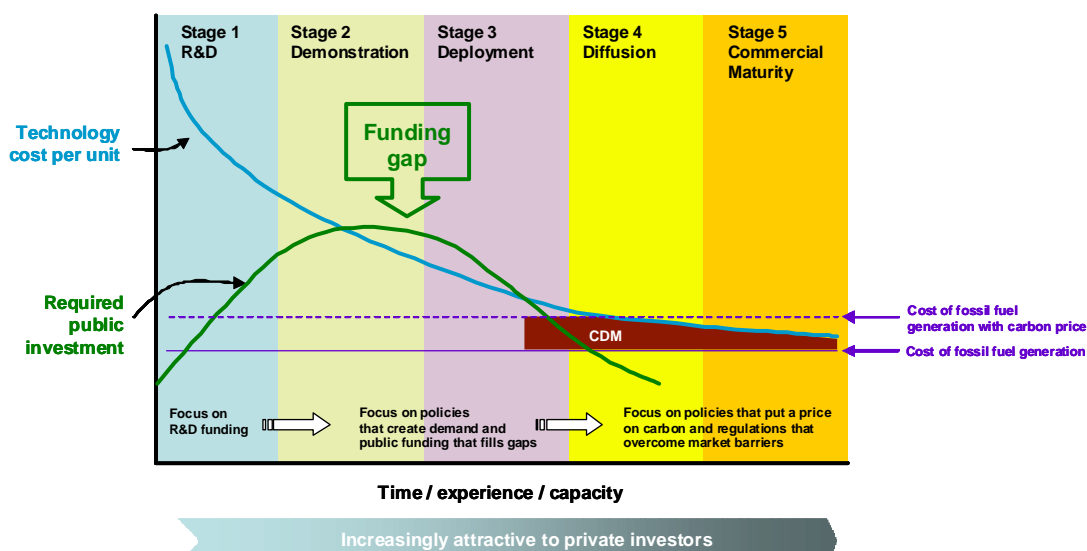 Stage 1
R&D
Stage 2
Demonstration
Stage 3
Deployment
Stage 4
Diffusion
Stage 5
Commercial
Maturity
Technology
cost per unit
Funding
gap
Required
public
investment
CDM
Cost of fossil fuel
generation with carbon price
Cost of fossil fuel generation
Focus on
R&D funding
Focus on policies
that create demand and
public funding that fills gaps
Focus on policies that put a price
on carbon and regulations that
overcome market barriers
Time / experience / capacity
Increasingly attractive to private investors